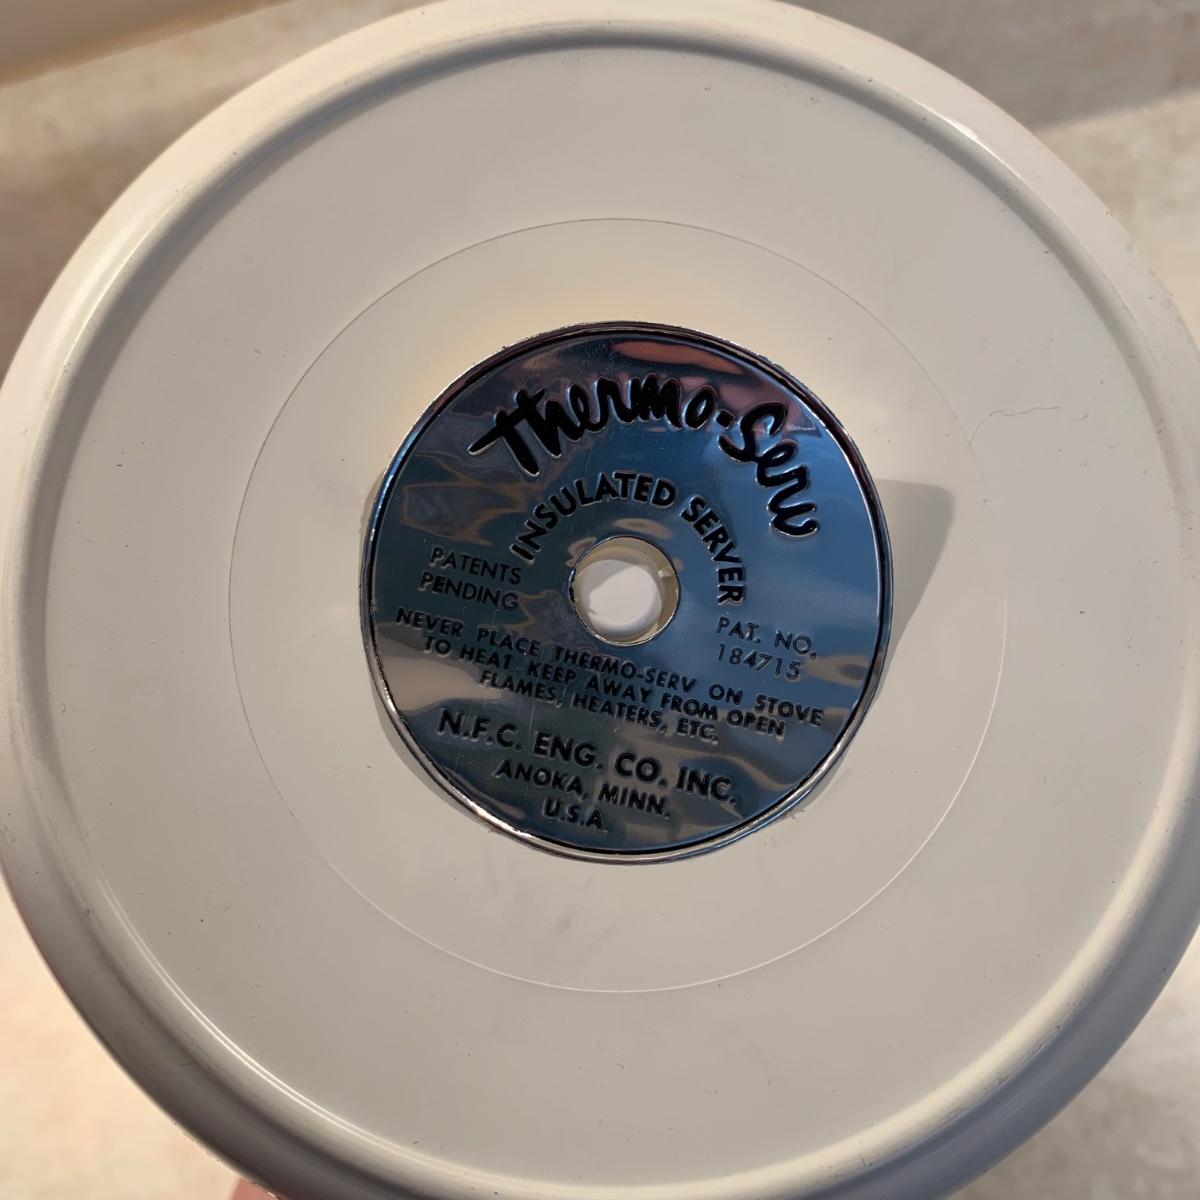 Thermo-Serv
INSULATED SERVER
PATENTS
PENDING
PAT. NO.
184715
NEVER PLACE THERMO-SERV ON STOVE
TO HEAT. KEEP AWAY FROM OPEN
FLAMES, HEATERS, ETC.
N.F.C. ENG. CO. INC.
ANOKA, MINN.
U.S.A.